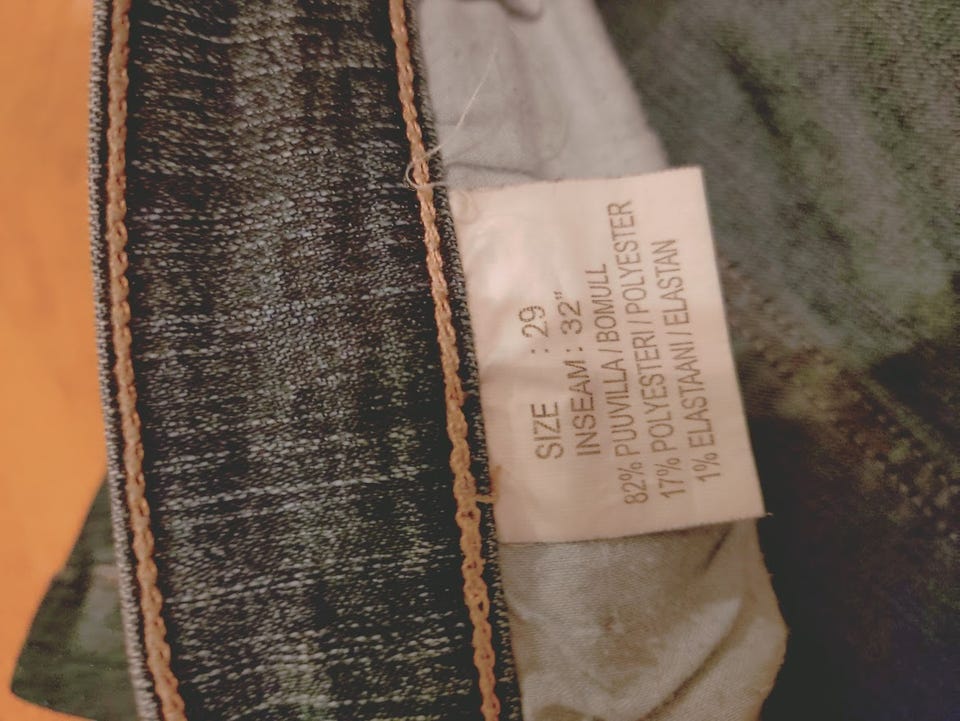 SIZE : 29
INSEAM : 32"
82% PUUVILLA / BOMULL
17% POLYESTERI / POLYESTER
1% ELASTAANI / ELASTAN